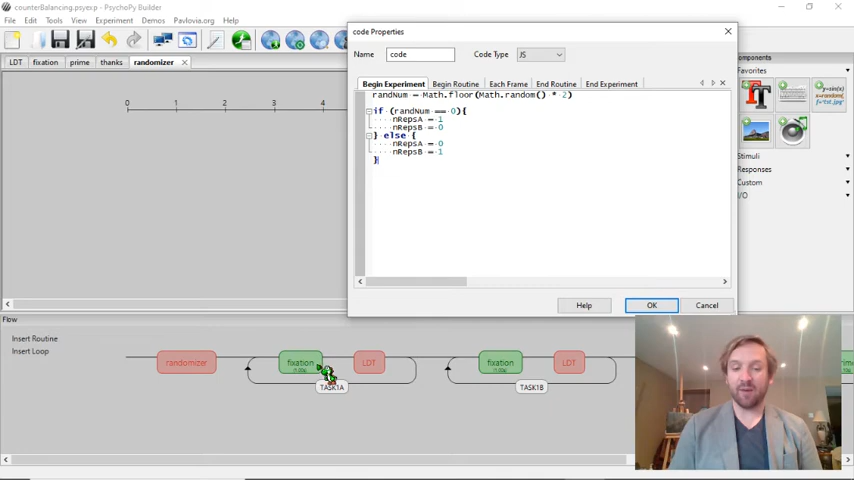 counterBalancing.psyexp - PsychoPy Builder
File Edit Tools View Experiment Demos Pavlovia.org Help
LDT fixation prime thanks randomizer
0 1 2 3 4
code Properties
Name code Code Type JS
Begin Experiment Begin Routine Each Frame End Routine End Experiment
randNum = Math.floor(Math.random() * 2)
if (randNum == 0){
nRepsA = 1
nRepsB = 0
} else {
nRepsA = 0
nRepsB = 1
}
Help OK Cancel
omponents
Favorites
Stimuli
Responses
Custom
I/O
Flow
Insert Routine
Insert Loop
randomizer fixation LDT fixation LDT
TASK1A TASK1B